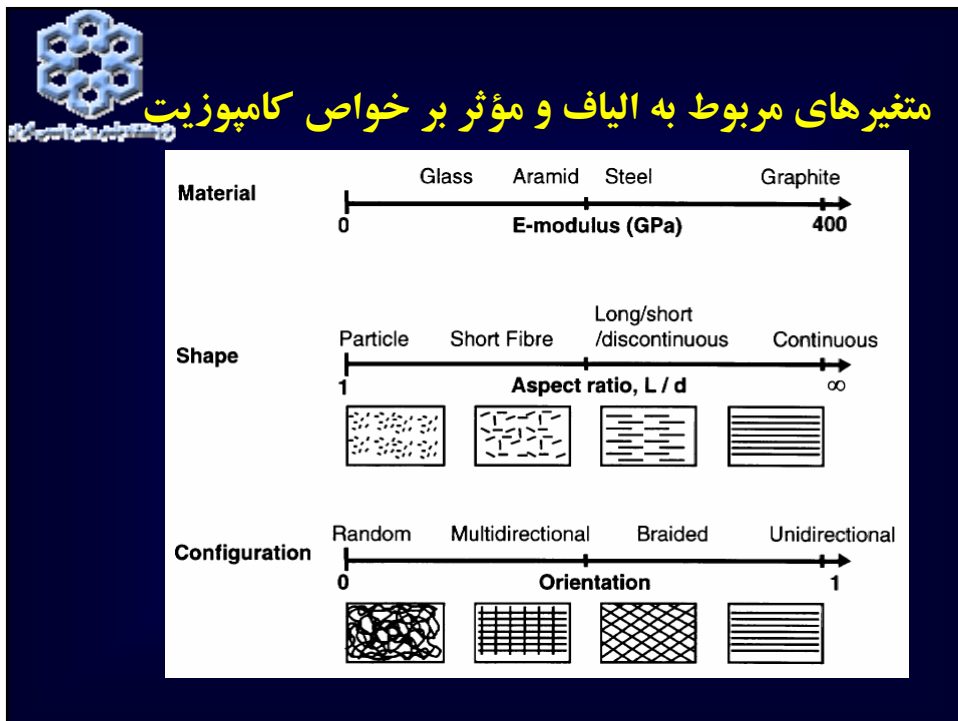 متغیرهای مربوط به الیاف و مؤثر بر خواص کامپوزیت
Glass Aramid Steel Graphite
Material
0 E-modulus (GPa) 400
Long/short
Particle Short Fibre /discontinuous Continuous
Shape
1 Aspect ratio, L / d ∞
Random Multidirectional Braided Unidirectional
Configuration
0 Orientation 1